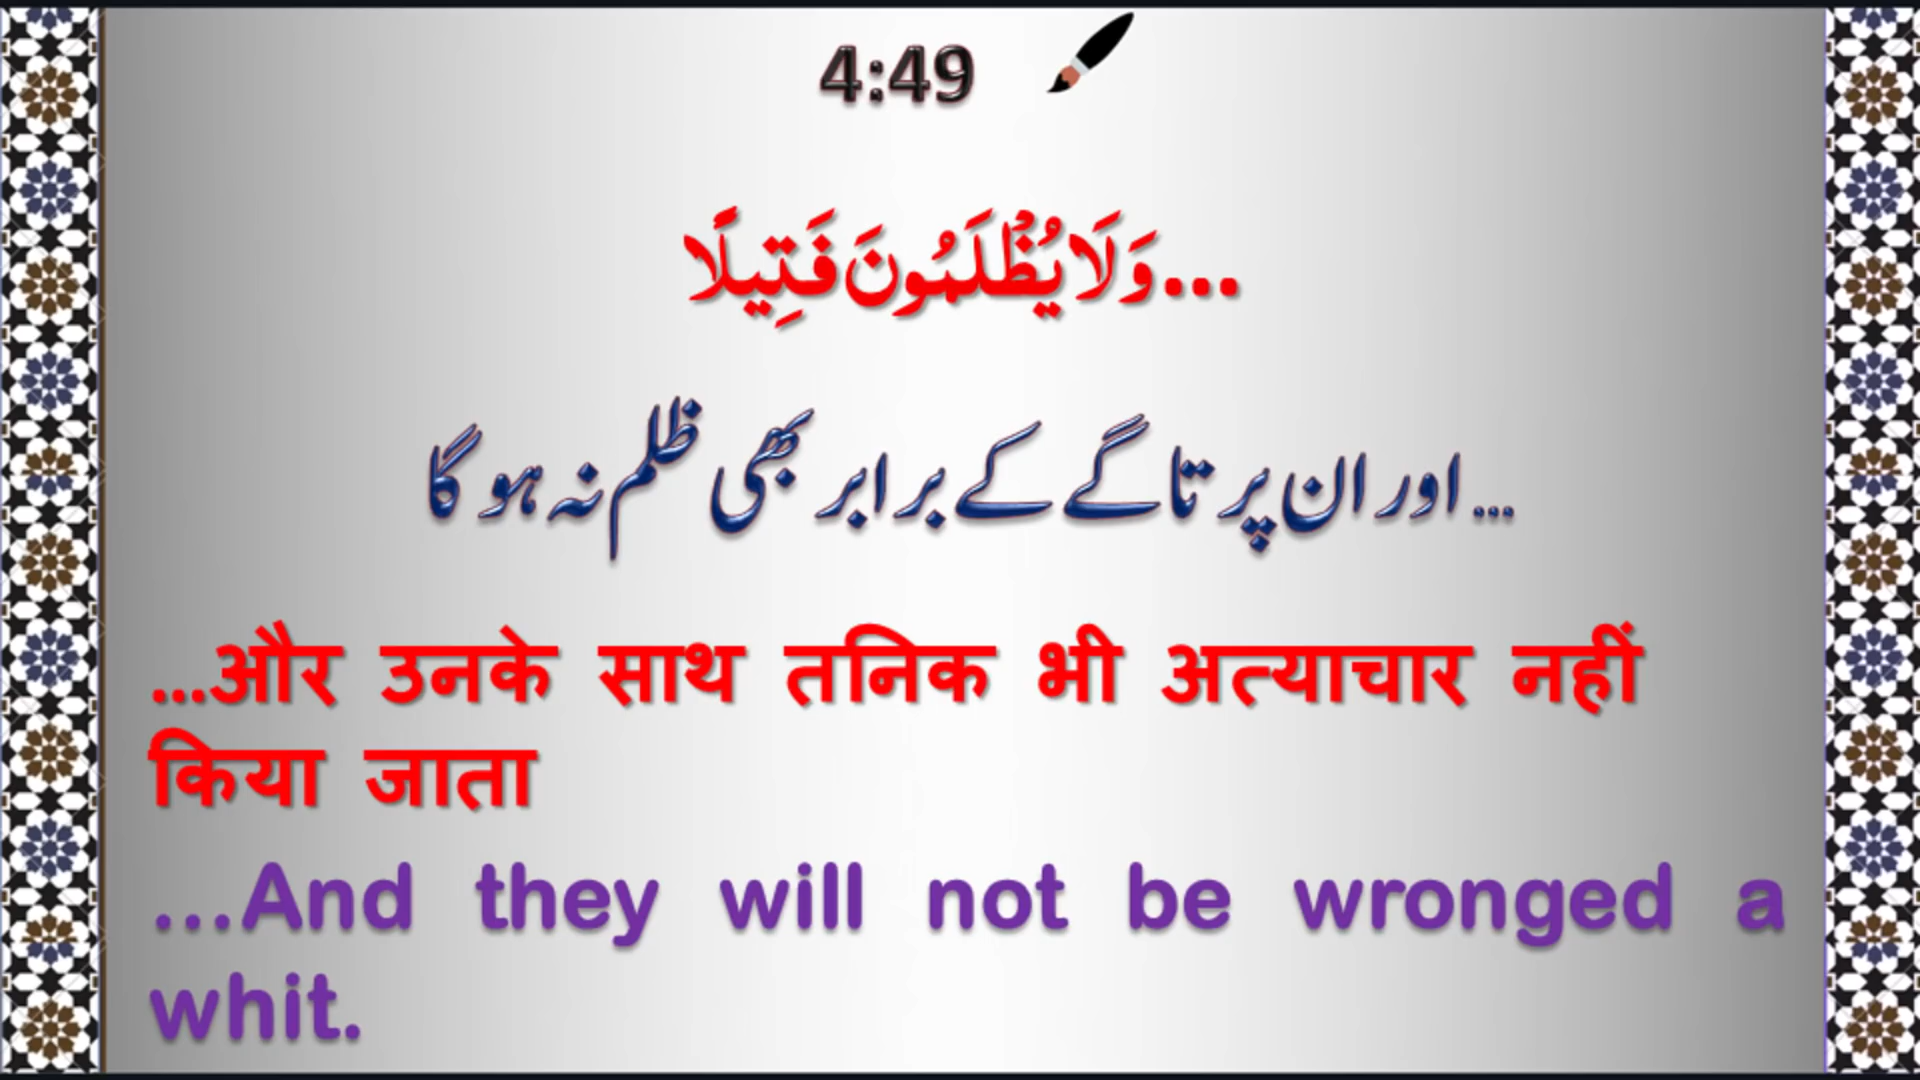 4:49
...وَلَا يُظْلَمُونَ فَتِيلًا
...اور ان پر تاگے کے برابر بھی ظلم نہ ہو گا
...और उनके साथ तनिक भी अत्याचार नहीं
किया जाता
...And they will not be wronged a
whit.